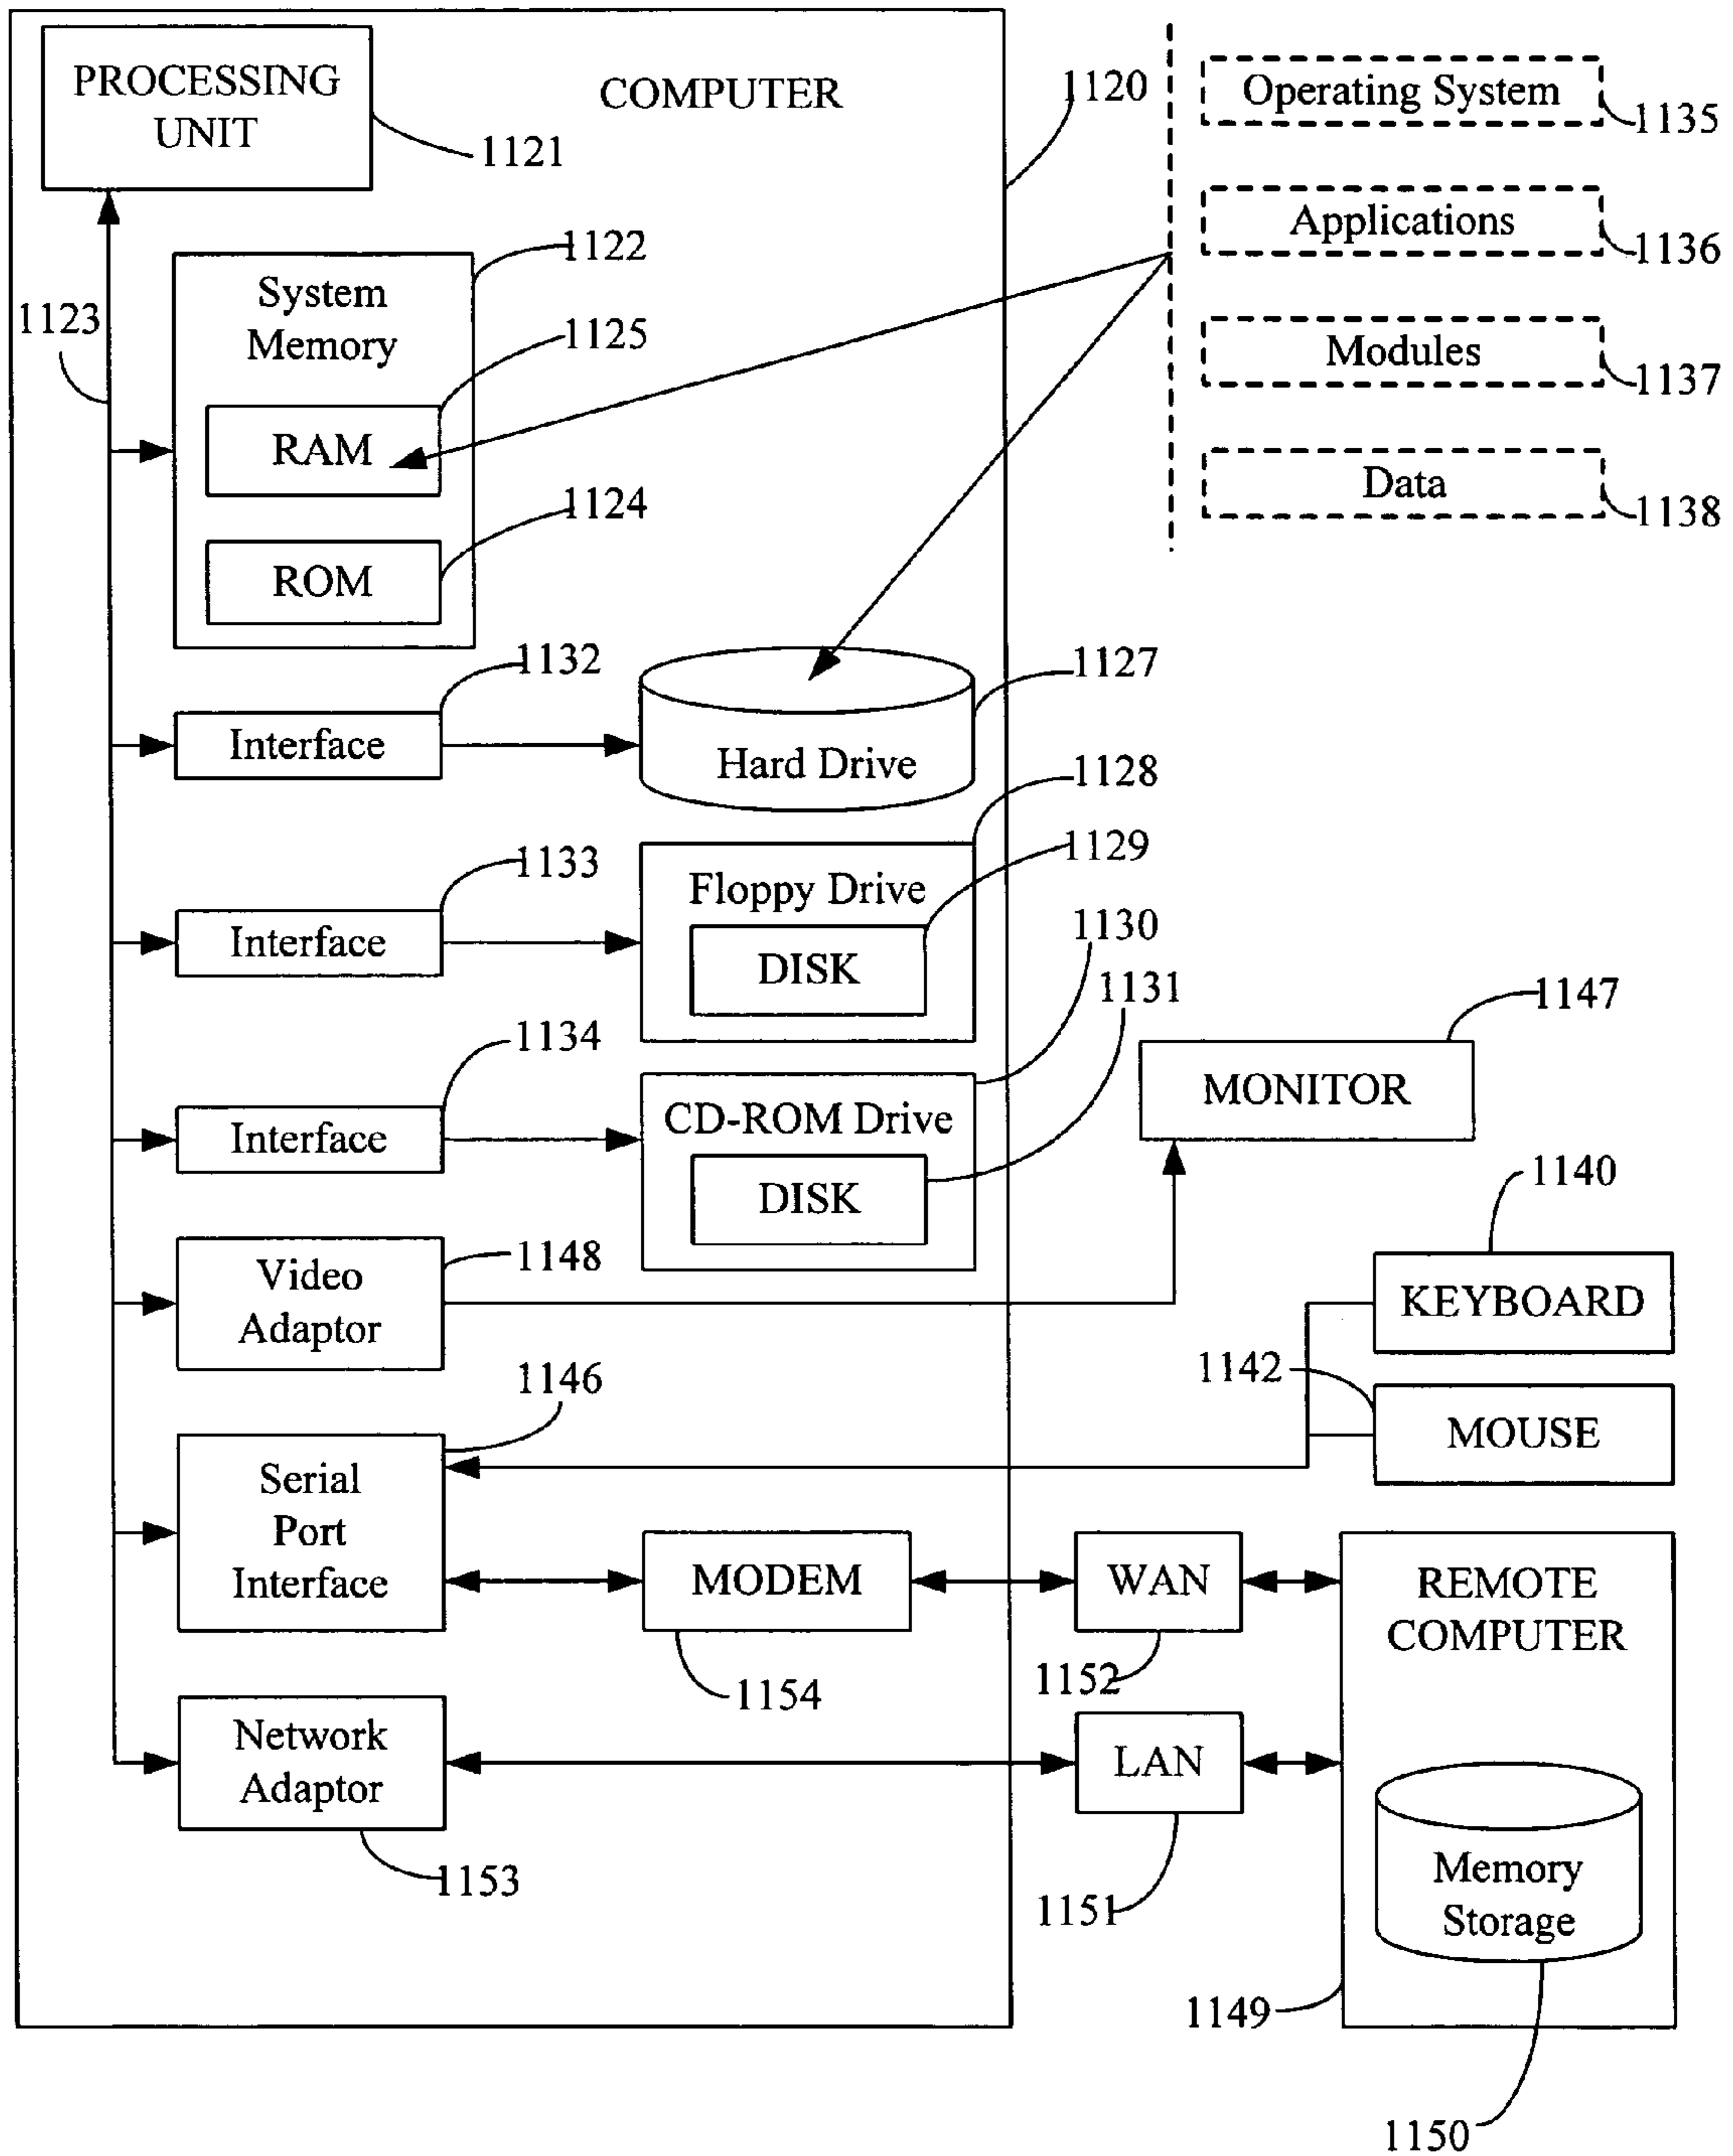 PROCESSING
UNIT
COMPUTER
1120
1121
Operating System
1135
Applications
1136
Modules
1137
Data
1138
1122
System
Memory
1123
1125
RAM
1124
ROM
1132
Interface
1127
Hard Drive
1128
1133
Interface
1129
Floppy Drive
DISK
1130
1131
1134
Interface
CD-ROM Drive
DISK
1147
MONITOR
1140
KEYBOARD
1148
Video
Adaptor
1142
MOUSE
1146
Serial
Port
Interface
MODEM
1154
WAN
1152
REMOTE
COMPUTER
Network
Adaptor
1153
LAN
1151
Memory
Storage
1149
1150